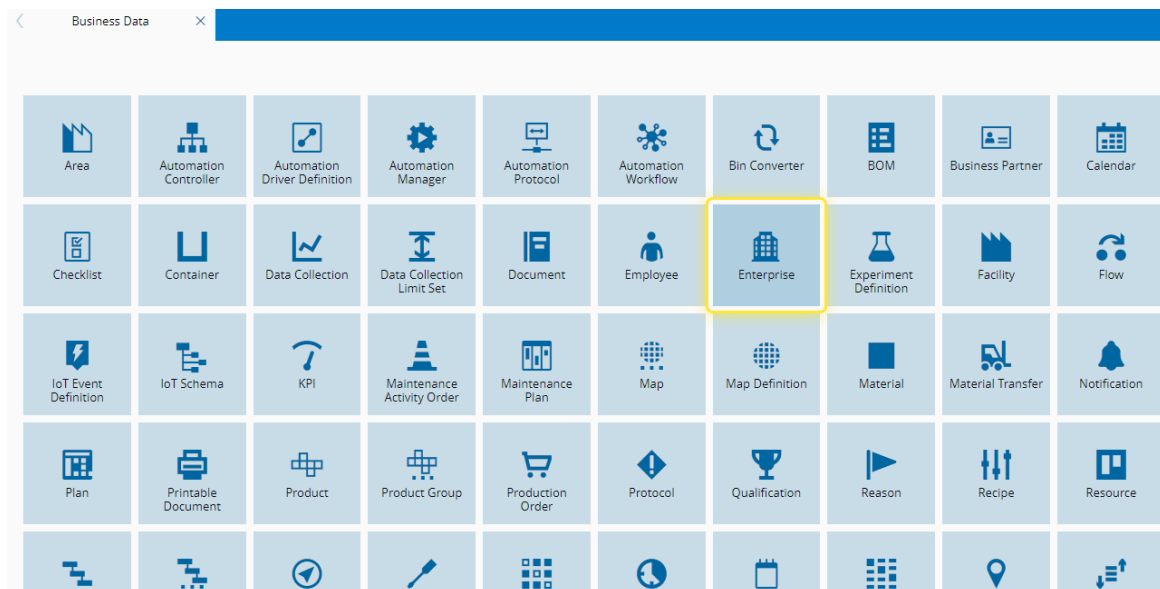 Business Data
Area
Automation
Controller
Automation
Driver Definition
Automation
Manager
Automation
Protocol
Automation
Workflow
Bin Converter
BOM
Business Partner
Calendar
Checklist
Container
Data Collection
Data Collection
Limit Set
Document
Employee
Enterprise
Experiment
Definition
Facility
Flow
IoT Event
Definition
IoT Schema
KPI
Maintenance
Activity Order
Maintenance
Plan
Map
Map Definition
Material
Material Transfer
Notification
Plan
Printable
Document
Product
Product Group
Production
Order
Protocol
Qualification
Reason
Recipe
Resource